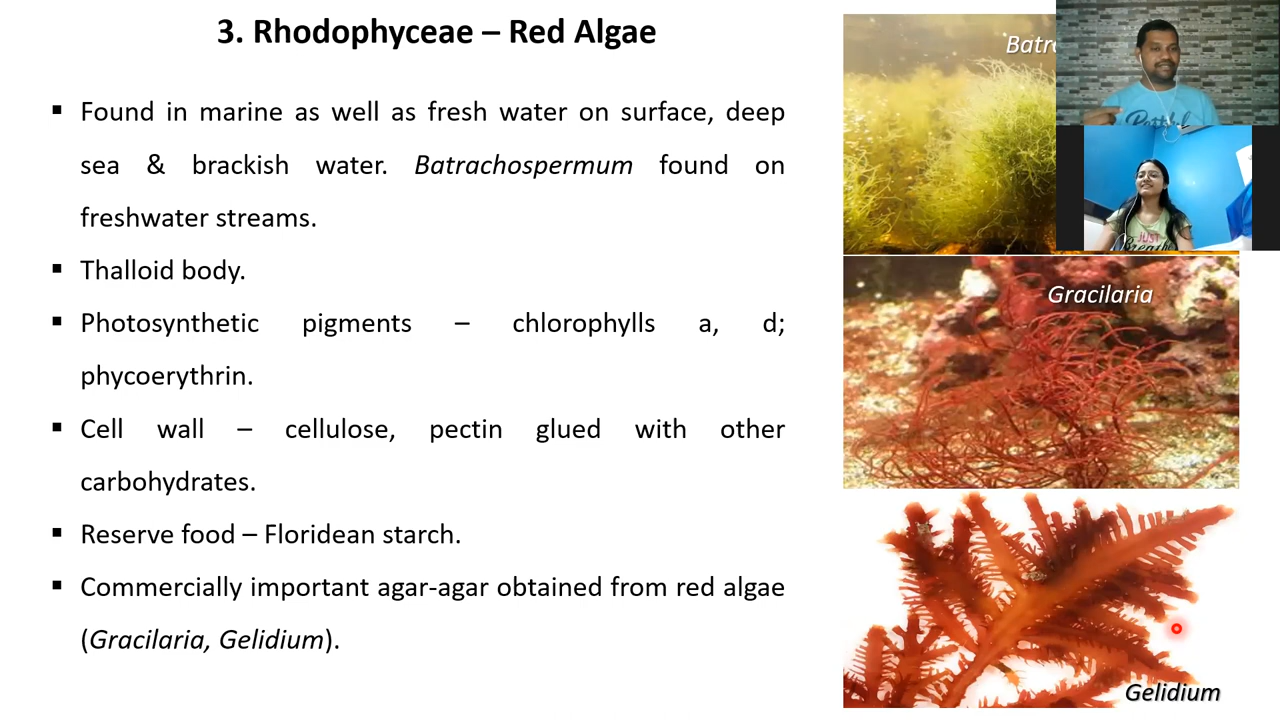 3. Rhodophyceae – Red Algae
▪ Found in marine as well as fresh water on surface, deep
sea & brackish water. Batrachospermum found on
freshwater streams.
▪ Thalloid body.
▪ Photosynthetic pigments – chlorophylls a, d;
phycoerythrin.
▪ Cell wall – cellulose, pectin glued with other
carbohydrates.
▪ Reserve food – Floridean starch.
▪ Commercially important agar-agar obtained from red algae
(Gracilaria, Gelidium).
JUST
Breathe
Gracilaria
Gelidium